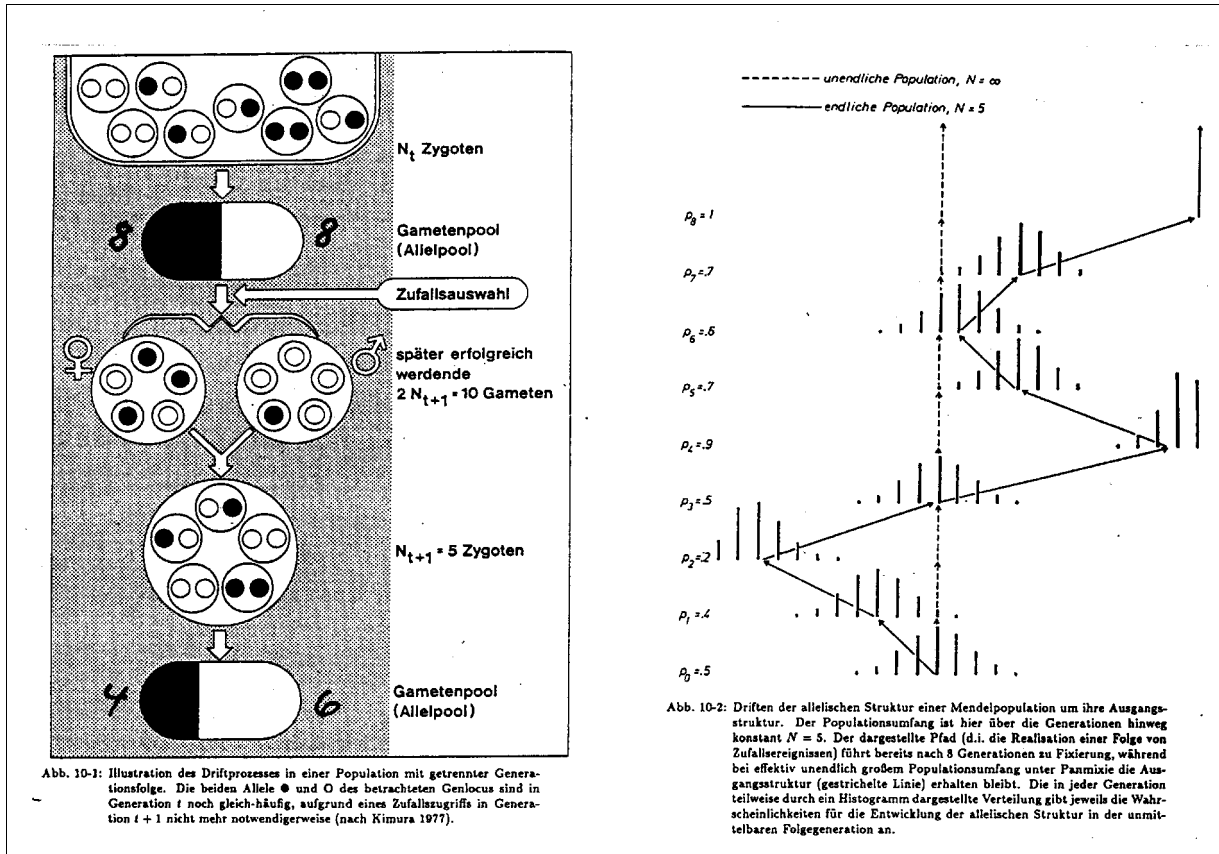 N_t Zygoten
8
8
Gametenpool
(Allelpool)
Zufallsauswahl
♀
♂
später erfolgreich
werdende
2 N_{t+1} = 10 Gameten
N_{t+1} = 5 Zygoten
4
6
Gametenpool
(Allelpool)
Abb. 10-1: Illustration des Driftprozesses in einer Population mit getrennter Genera-
tionsfolge. Die beiden Allele ● und O des betrachteten Genlocus sind in
Generation t noch gleich-häufig, aufgrund eines Zufallszugriffs in Genera-
tion t + 1 nicht mehr notwendigerweise (nach Kimura 1977).
unendliche Population, N = ∞
endliche Population, N = 5
p_8 = 1
p_7 = .7
p_6 = .6
p_5 = .7
p_4 = .9
p_3 = .5
p_2 = .2
p_1 = .4
p_0 = .5
Abb. 10-2: Driften der allelischen Struktur einer Mendelpopulation um ihre Ausgangs-
struktur. Der Populationsumfang ist hier über die Generationen hinweg
konstant N = 5. Der dargestellte Pfad (d.i. die Realisation einer Folge von
Zufallsereignissen) führt bereits nach 8 Generationen zu Fixierung, während
bei effektiv unendlich großem Populationsumfang unter Panmixie die Aus-
gangsstruktur (gestrichelte Linie) erhalten bleibt. Die in jeder Generation
teilweise durch ein Histogramm dargestellte Verteilung gibt jeweils die Wahr-
scheinlichkeiten für die Entwicklung der allelischen Struktur in der unmit-
telbaren Folgegeneration an.